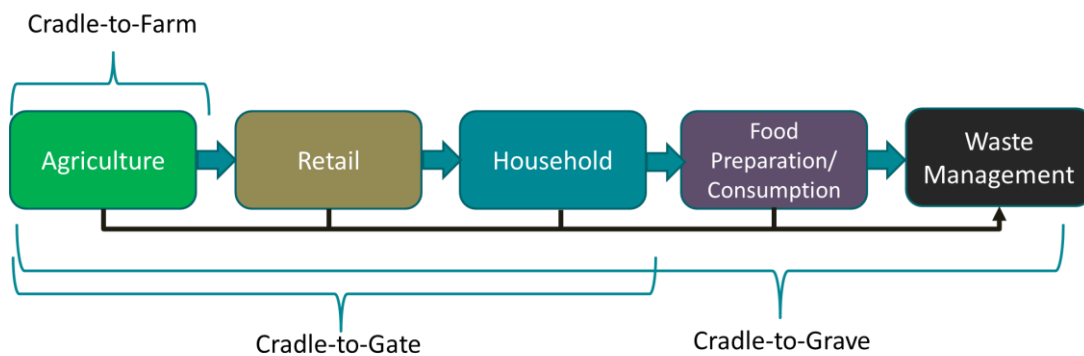 Cradle-to-Farm
Agriculture
Retail
Household
Food
Preparation/
Consumption
Waste
Management
Cradle-to-Gate
Cradle-to-Grave